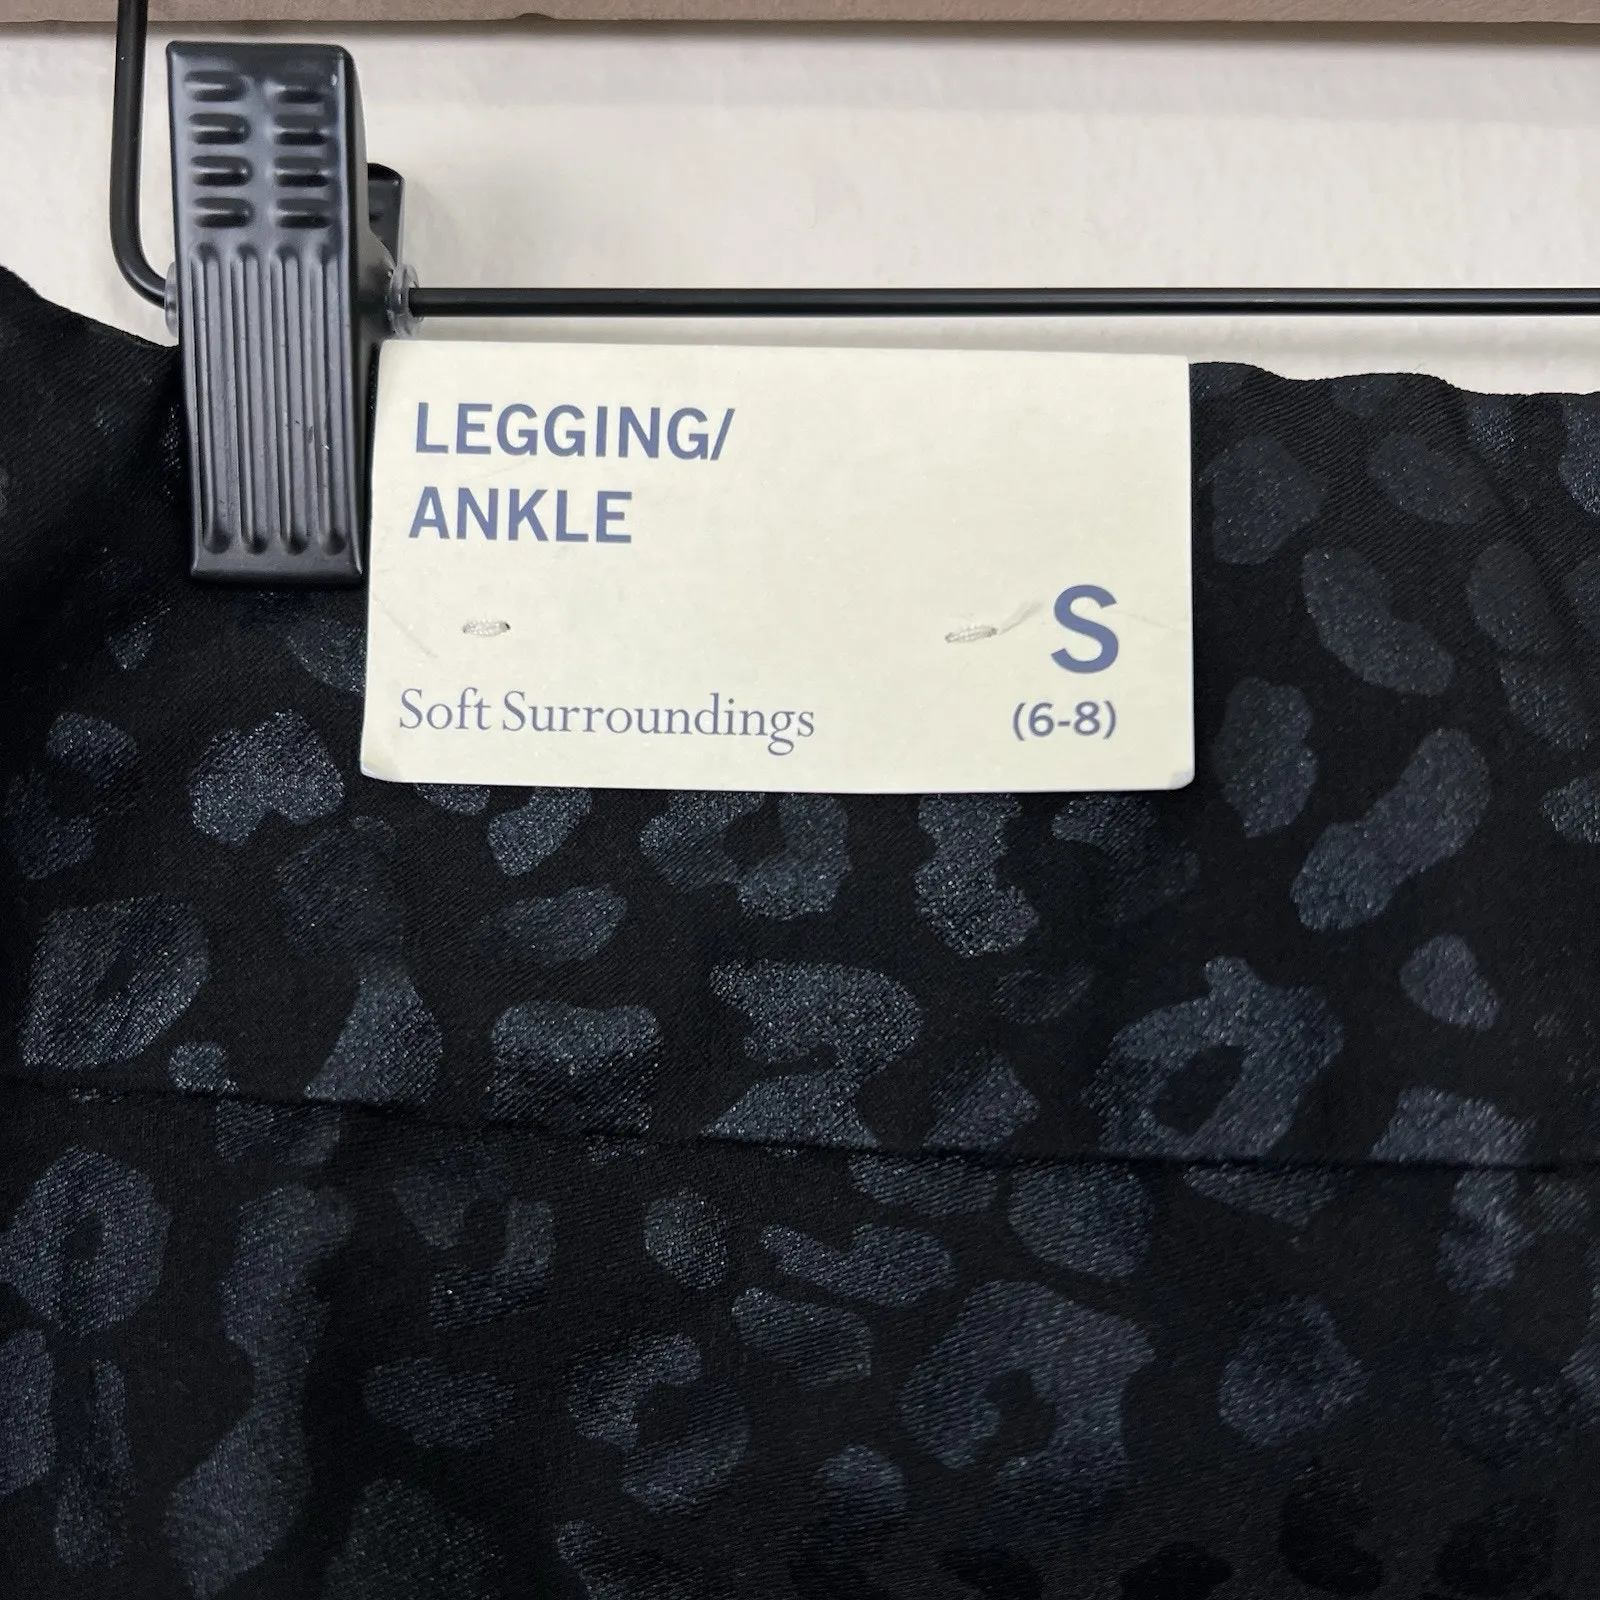 LEGGING/
ANKLE
S
Soft Surroundings
(6-8)